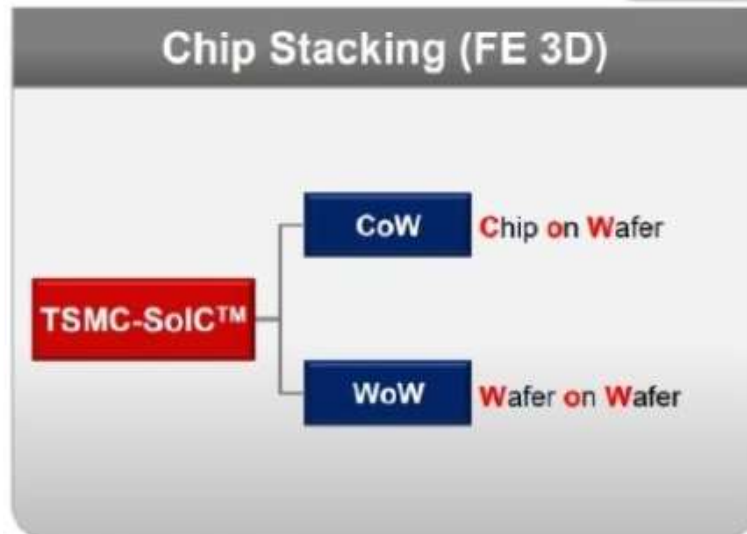 Chip Stacking (FE 3D)
CoW Chip on Wafer
TSMC-SoIC™
WoW Wafer on Wafer